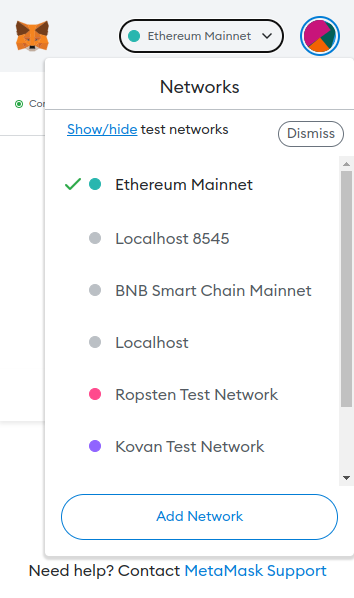 Ethereum Mainnet
Networks
Show/hide test networks
Dismiss
Ethereum Mainnet
Localhost 8545
BNB Smart Chain Mainnet
Localhost
Ropsten Test Network
Kovan Test Network
Add Network
Need help? Contact MetaMask Support